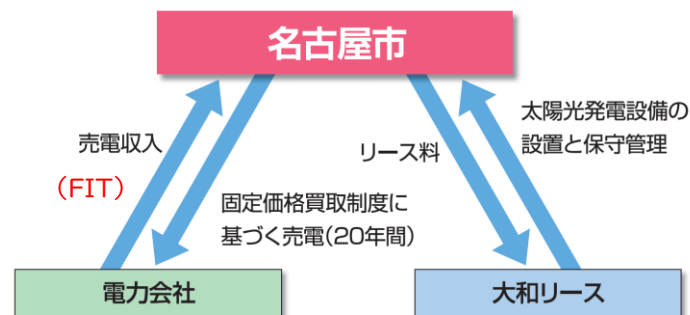 名古屋市
売電収入
（FIT）
固定価格買取制度に
基づく売電(20年間)
リース料
太陽光発電設備の
設置と保守管理
電力会社
大和リース